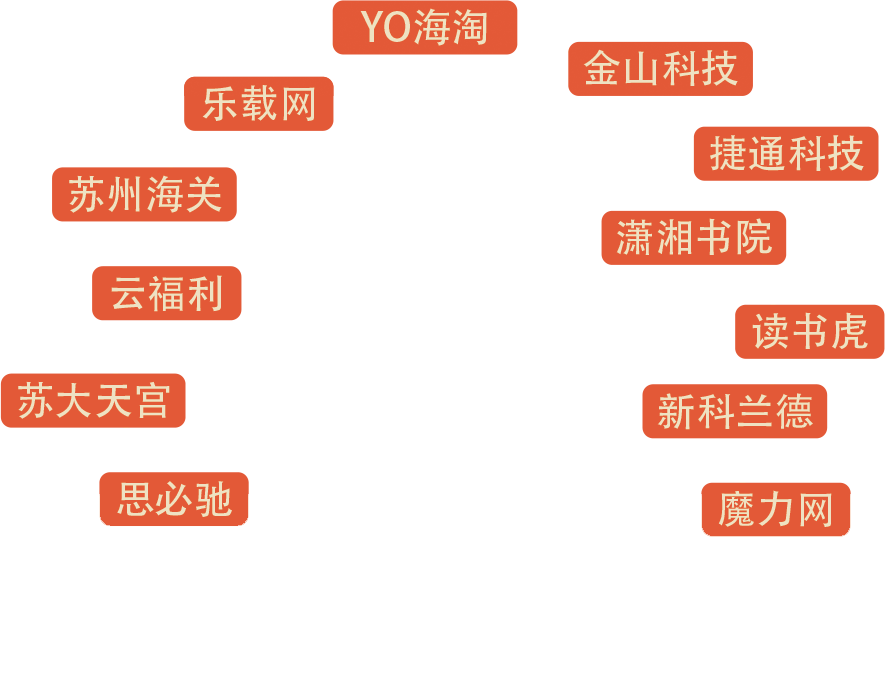 YO海淘
金山科技
乐载网
捷通科技
苏州海关
潇湘书院
云福利
读书虎
苏大天宫
新科兰德
思必驰
魔力网